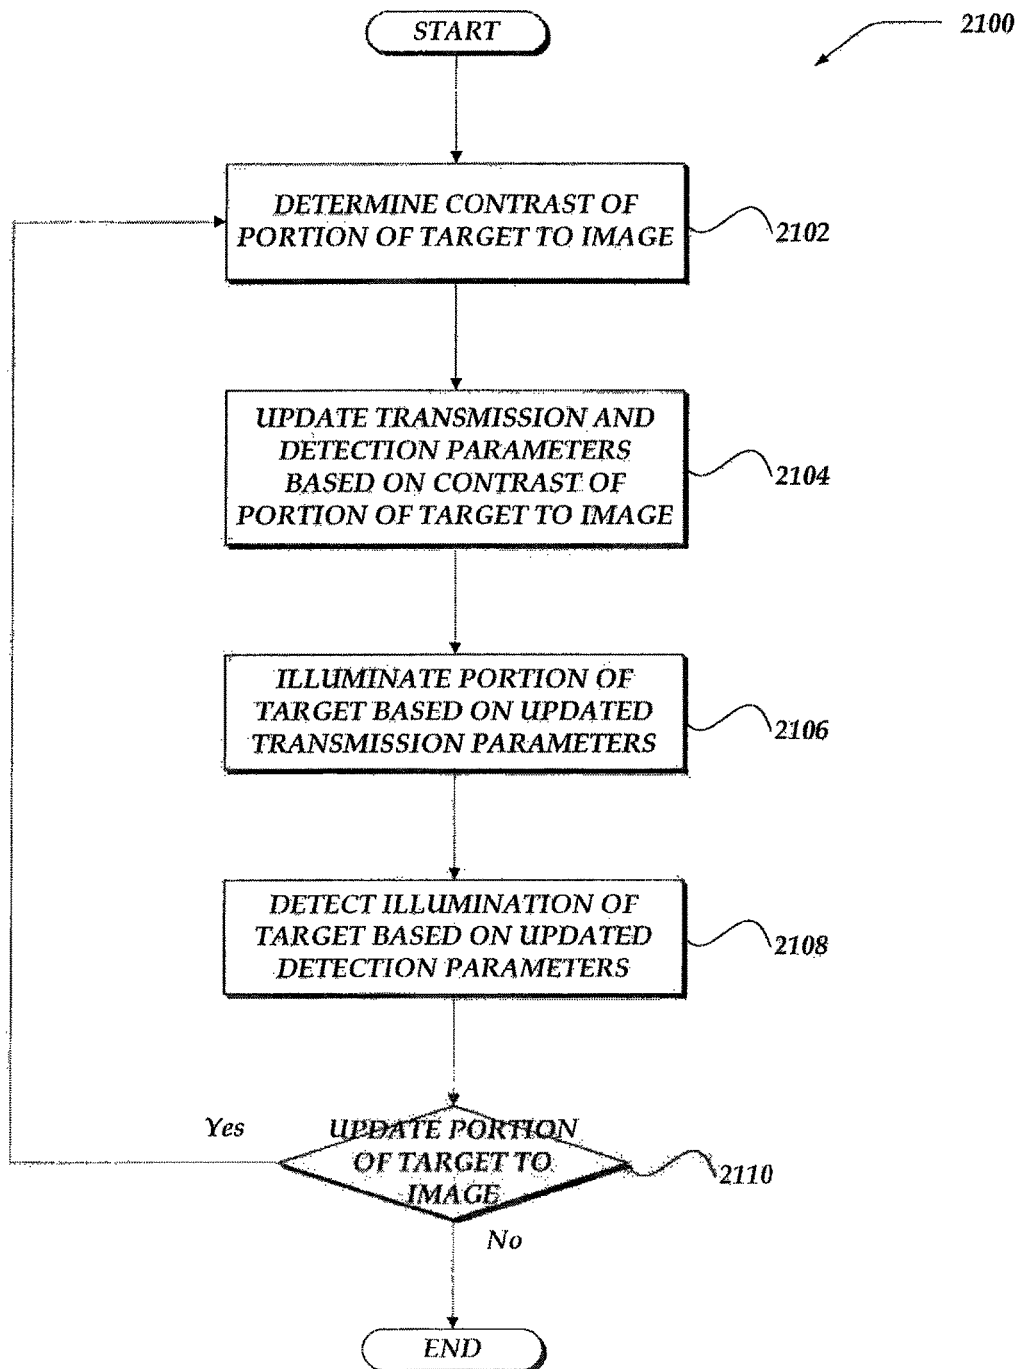 START
2100
DETERMINE CONTRAST OF
PORTION OF TARGET TO IMAGE
2102
UPDATE TRANSMISSION AND
DETECTION PARAMETERS
BASED ON CONTRAST OF
PORTION OF TARGET TO IMAGE
2104
ILLUMINATE PORTION OF
TARGET BASED ON UPDATED
TRANSMISSION PARAMETERS
2106
DETECT ILLUMINATION OF
TARGET BASED ON UPDATED
DETECTION PARAMETERS
2108
Yes
UPDATE PORTION
OF TARGET TO
IMAGE
2110
No
END